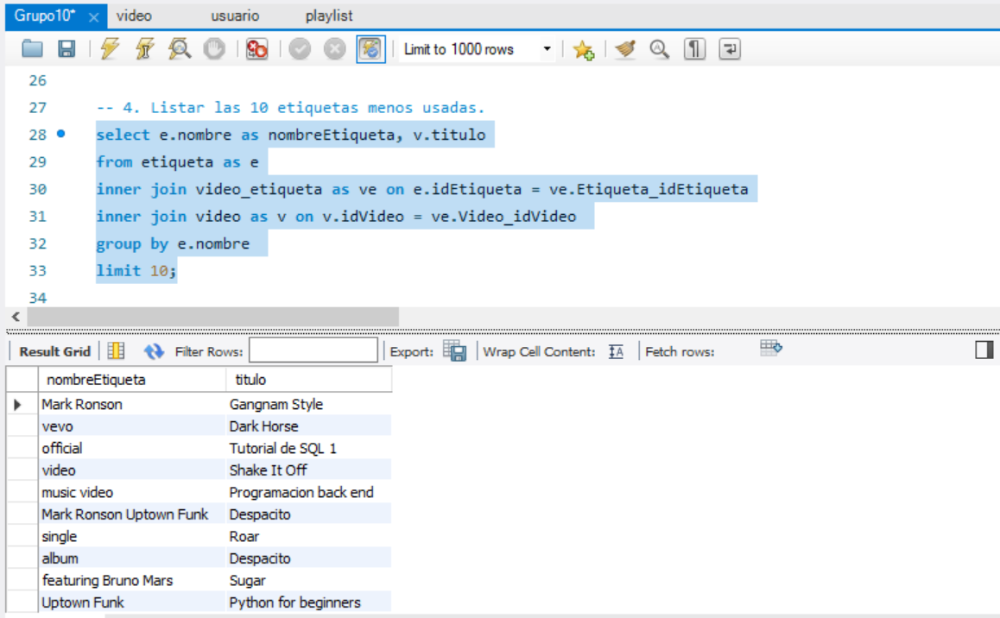 Grupo10* × video usuario playlist
Limit to 1000 rows
26
27 -- 4. Listar las 10 etiquetas menos usadas.
28 select e.nombre as nombreEtiqueta, v.titulo
29 from etiqueta as e
30 inner join video_etiqueta as ve on e.idEtiqueta = ve.Etiqueta_idEtiqueta
31 inner join video as v on v.idVideo = ve.Video_idVideo
32 group by e.nombre
33 limit 10;
34
Result Grid Filter Rows: Export: Wrap Cell Content: Fetch rows:
nombreEtiqueta titulo
Mark Ronson Gangnam Style
vevo Dark Horse
official Tutorial de SQL 1
video Shake It Off
music video Programacion back end
Mark Ronson Uptown Funk Despacito
single Roar
album Despacito
featuring Bruno Mars Sugar
Uptown Funk Python for beginners